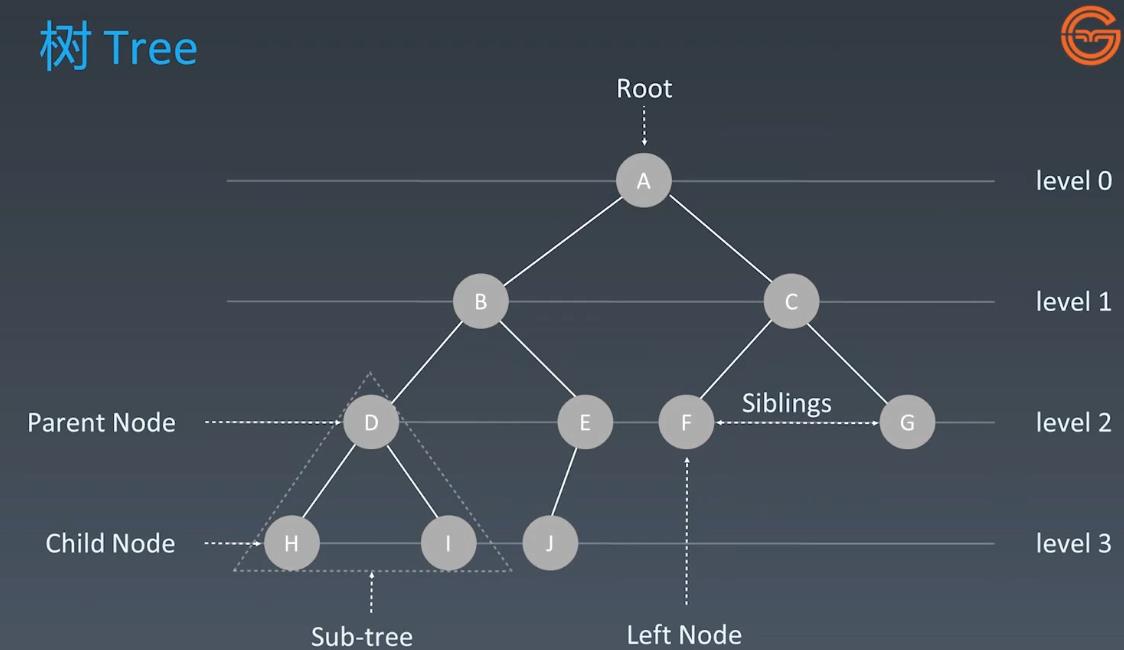 树 Tree
Root
A
level 0
B
C
level 1
Parent Node
D
E
F
Siblings
G
level 2
Child Node
H
I
J
level 3
Sub-tree
Left Node